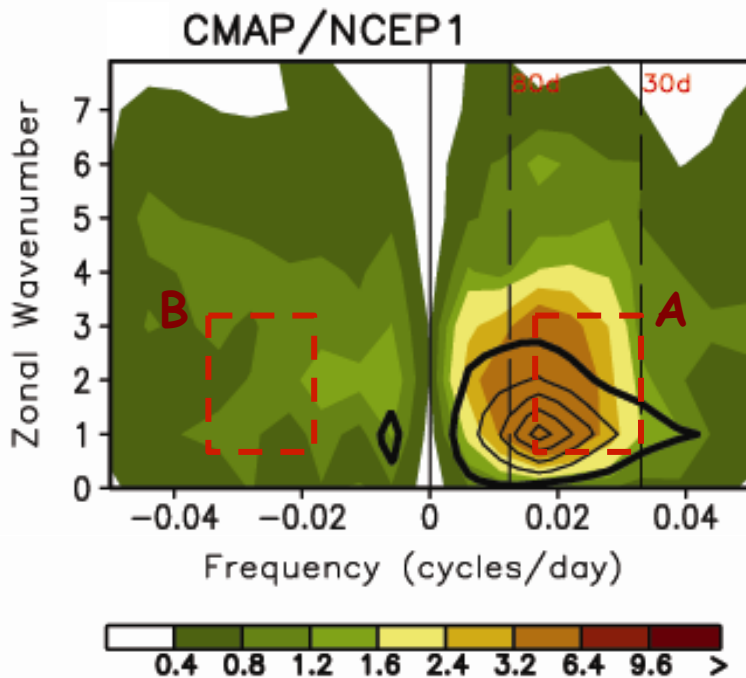 CMAP/NCEP1
80d 30d
7
6
5
4
B A
3
2
1
0
Zonal Wavenumber
−0.04 −0.02 0 0.02 0.04
Frequency (cycles/day)
0.4 0.8 1.2 1.6 2.4 3.2 6.4 9.6 >